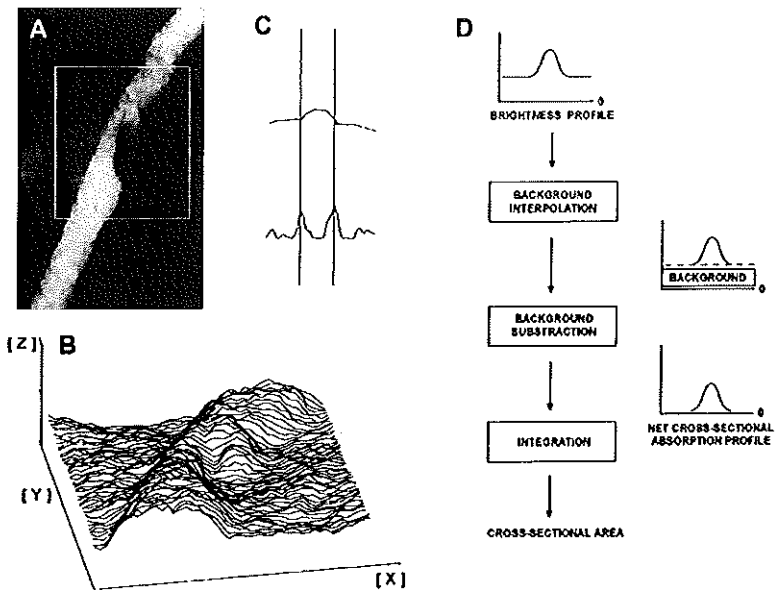 A
C
D
BRIGHTNESS PROFILE
BACKGROUND
INTERPOLATION
BACKGROUND
BACKGROUND
SUBSTRACTION
INTEGRATION
NET CROSS-SECTIONAL
ABSORPTION PROFILE
CROSS-SECTIONAL AREA
[Z]
B
[Y]
[X]